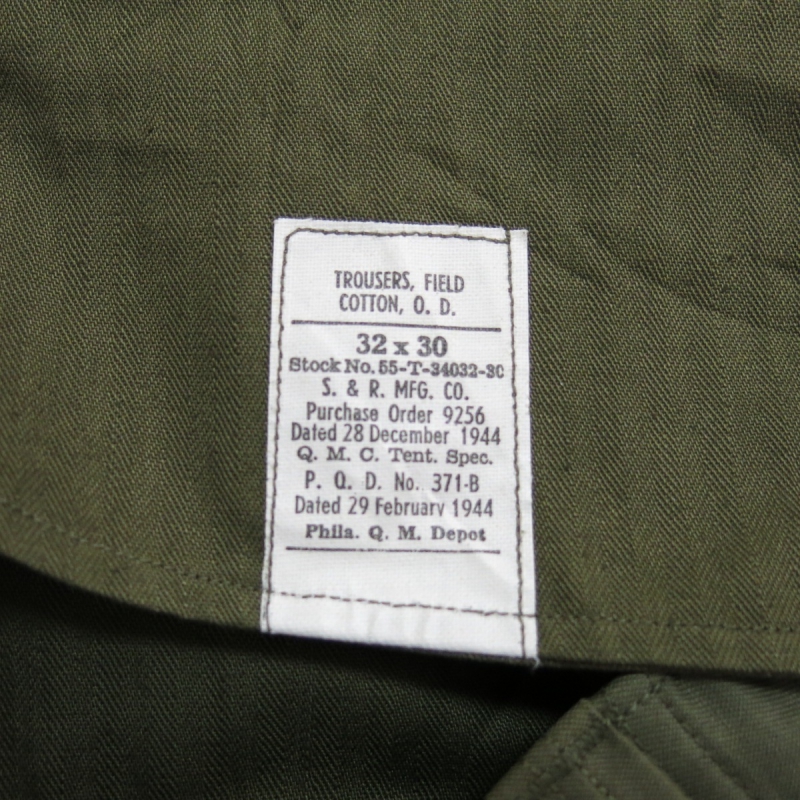 TROUSERS, FIELD
COTTON, O. D.
32 x 30
Stock No. 55-T-34032-30
S. & R. MFG. CO.
Purchase Order 9256
Dated 28 December 1944
Q. M. C. Tent. Spec.
P. Q. D. No. 371-B
Dated 29 February 1944
Phila. Q. M. Depot